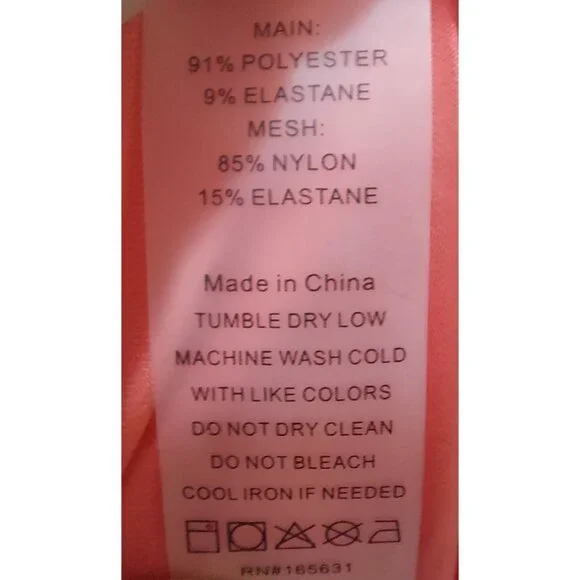 MAIN:
91% POLYESTER
9% ELASTANE
MESH:
85% NYLON
15% ELASTANE
Made in China
TUMBLE DRY LOW
MACHINE WASH COLD
WITH LIKE COLORS
DO NOT DRY CLEAN
DO NOT BLEACH
COOL IRON IF NEEDED
RN#165631